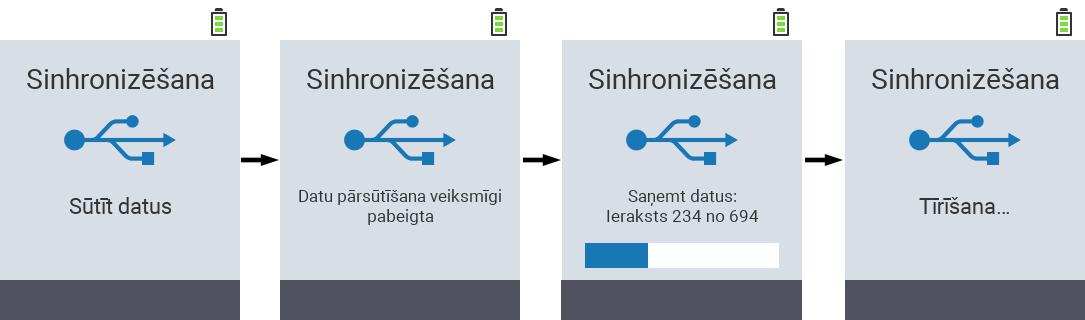 Sinhronizēšana
Sūtīt datus
Sinhronizēšana
Datu pārsūtīšana veiksmīgi
pabeigta
Sinhronizēšana
Saņemt datus:
Ieraksts 234 no 694
Sinhronizēšana
Tīrīšana...